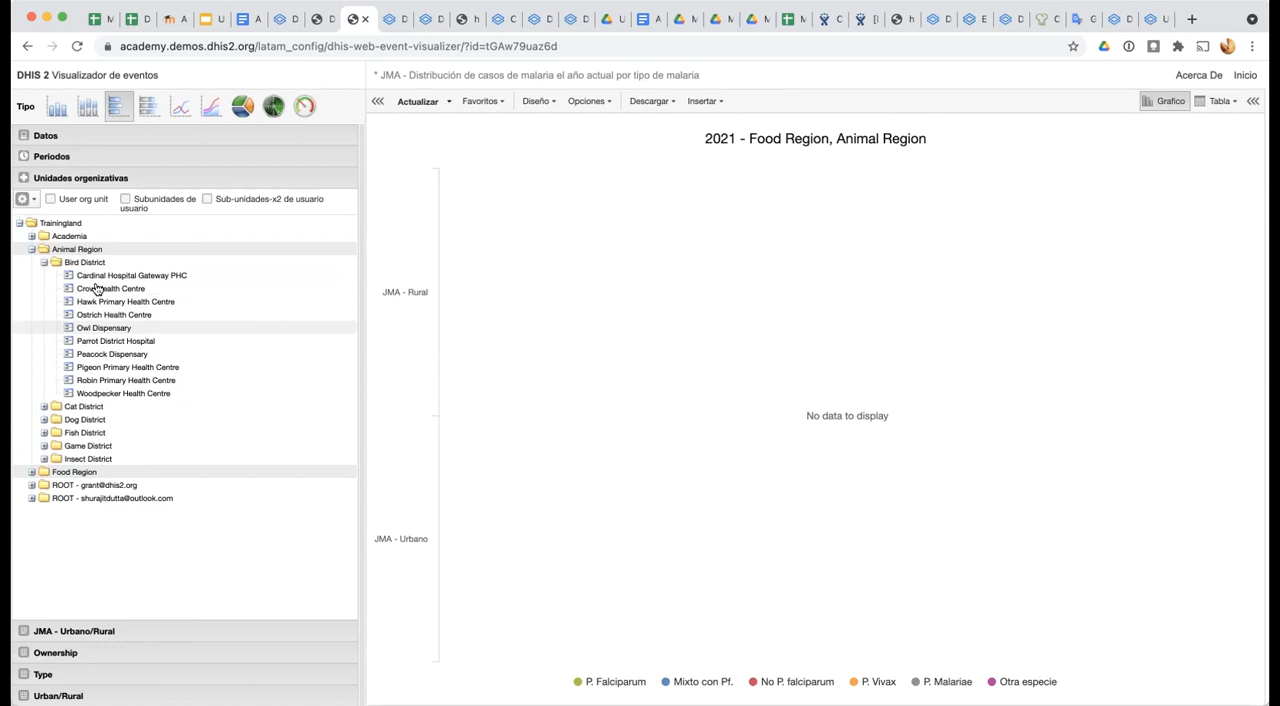 M
D
A
U
A
D
D
D
D
h
C
D
D
U
A
M
M
M
C
[I
h
D
E
D
C
G
D
U
academy.demos.dhis2.org/latam_config/dhis-web-event-visualizer/?id=tGAw79uaz6d
DHIS 2 Visualizador de eventos
* JMA - Distribución de casos de malaria el año actual por tipo de malaria
Acerca De Inicio
Tipo
Actualizar Favoritos Diseño Opciones Descargar Insertar
Grafico Tabla
Datos
Periodos
Unidades organizativas
User org unit
Subunidades de usuario
Sub-unidades-x2 de usuario
Trainingland
Academia
Animal Region
Bird District
Cardinal Hospital Gateway PHC
Health Centre
Hawk Primary Health Centre
Ostrich Health Centre
Owl Dispensary
Parrot District Hospital
Peacock Dispensary
Pigeon Primary Health Centre
Robin Primary Health Centre
Woodpecker Health Centre
Cat District
Dog District
Fish District
Game District
Insect District
Food Region
ROOT - grant@dhis2.org
ROOT - shurajitdutta@outlook.com
JMA - Urbano/Rural
Ownership
Type
Urban/Rural
2021 - Food Region, Animal Region
JMA - Rural
No data to display
JMA - Urbano
P. Falciparum Mixto con Pf. No P. falciparum P. Vivax P. Malariae Otra especie